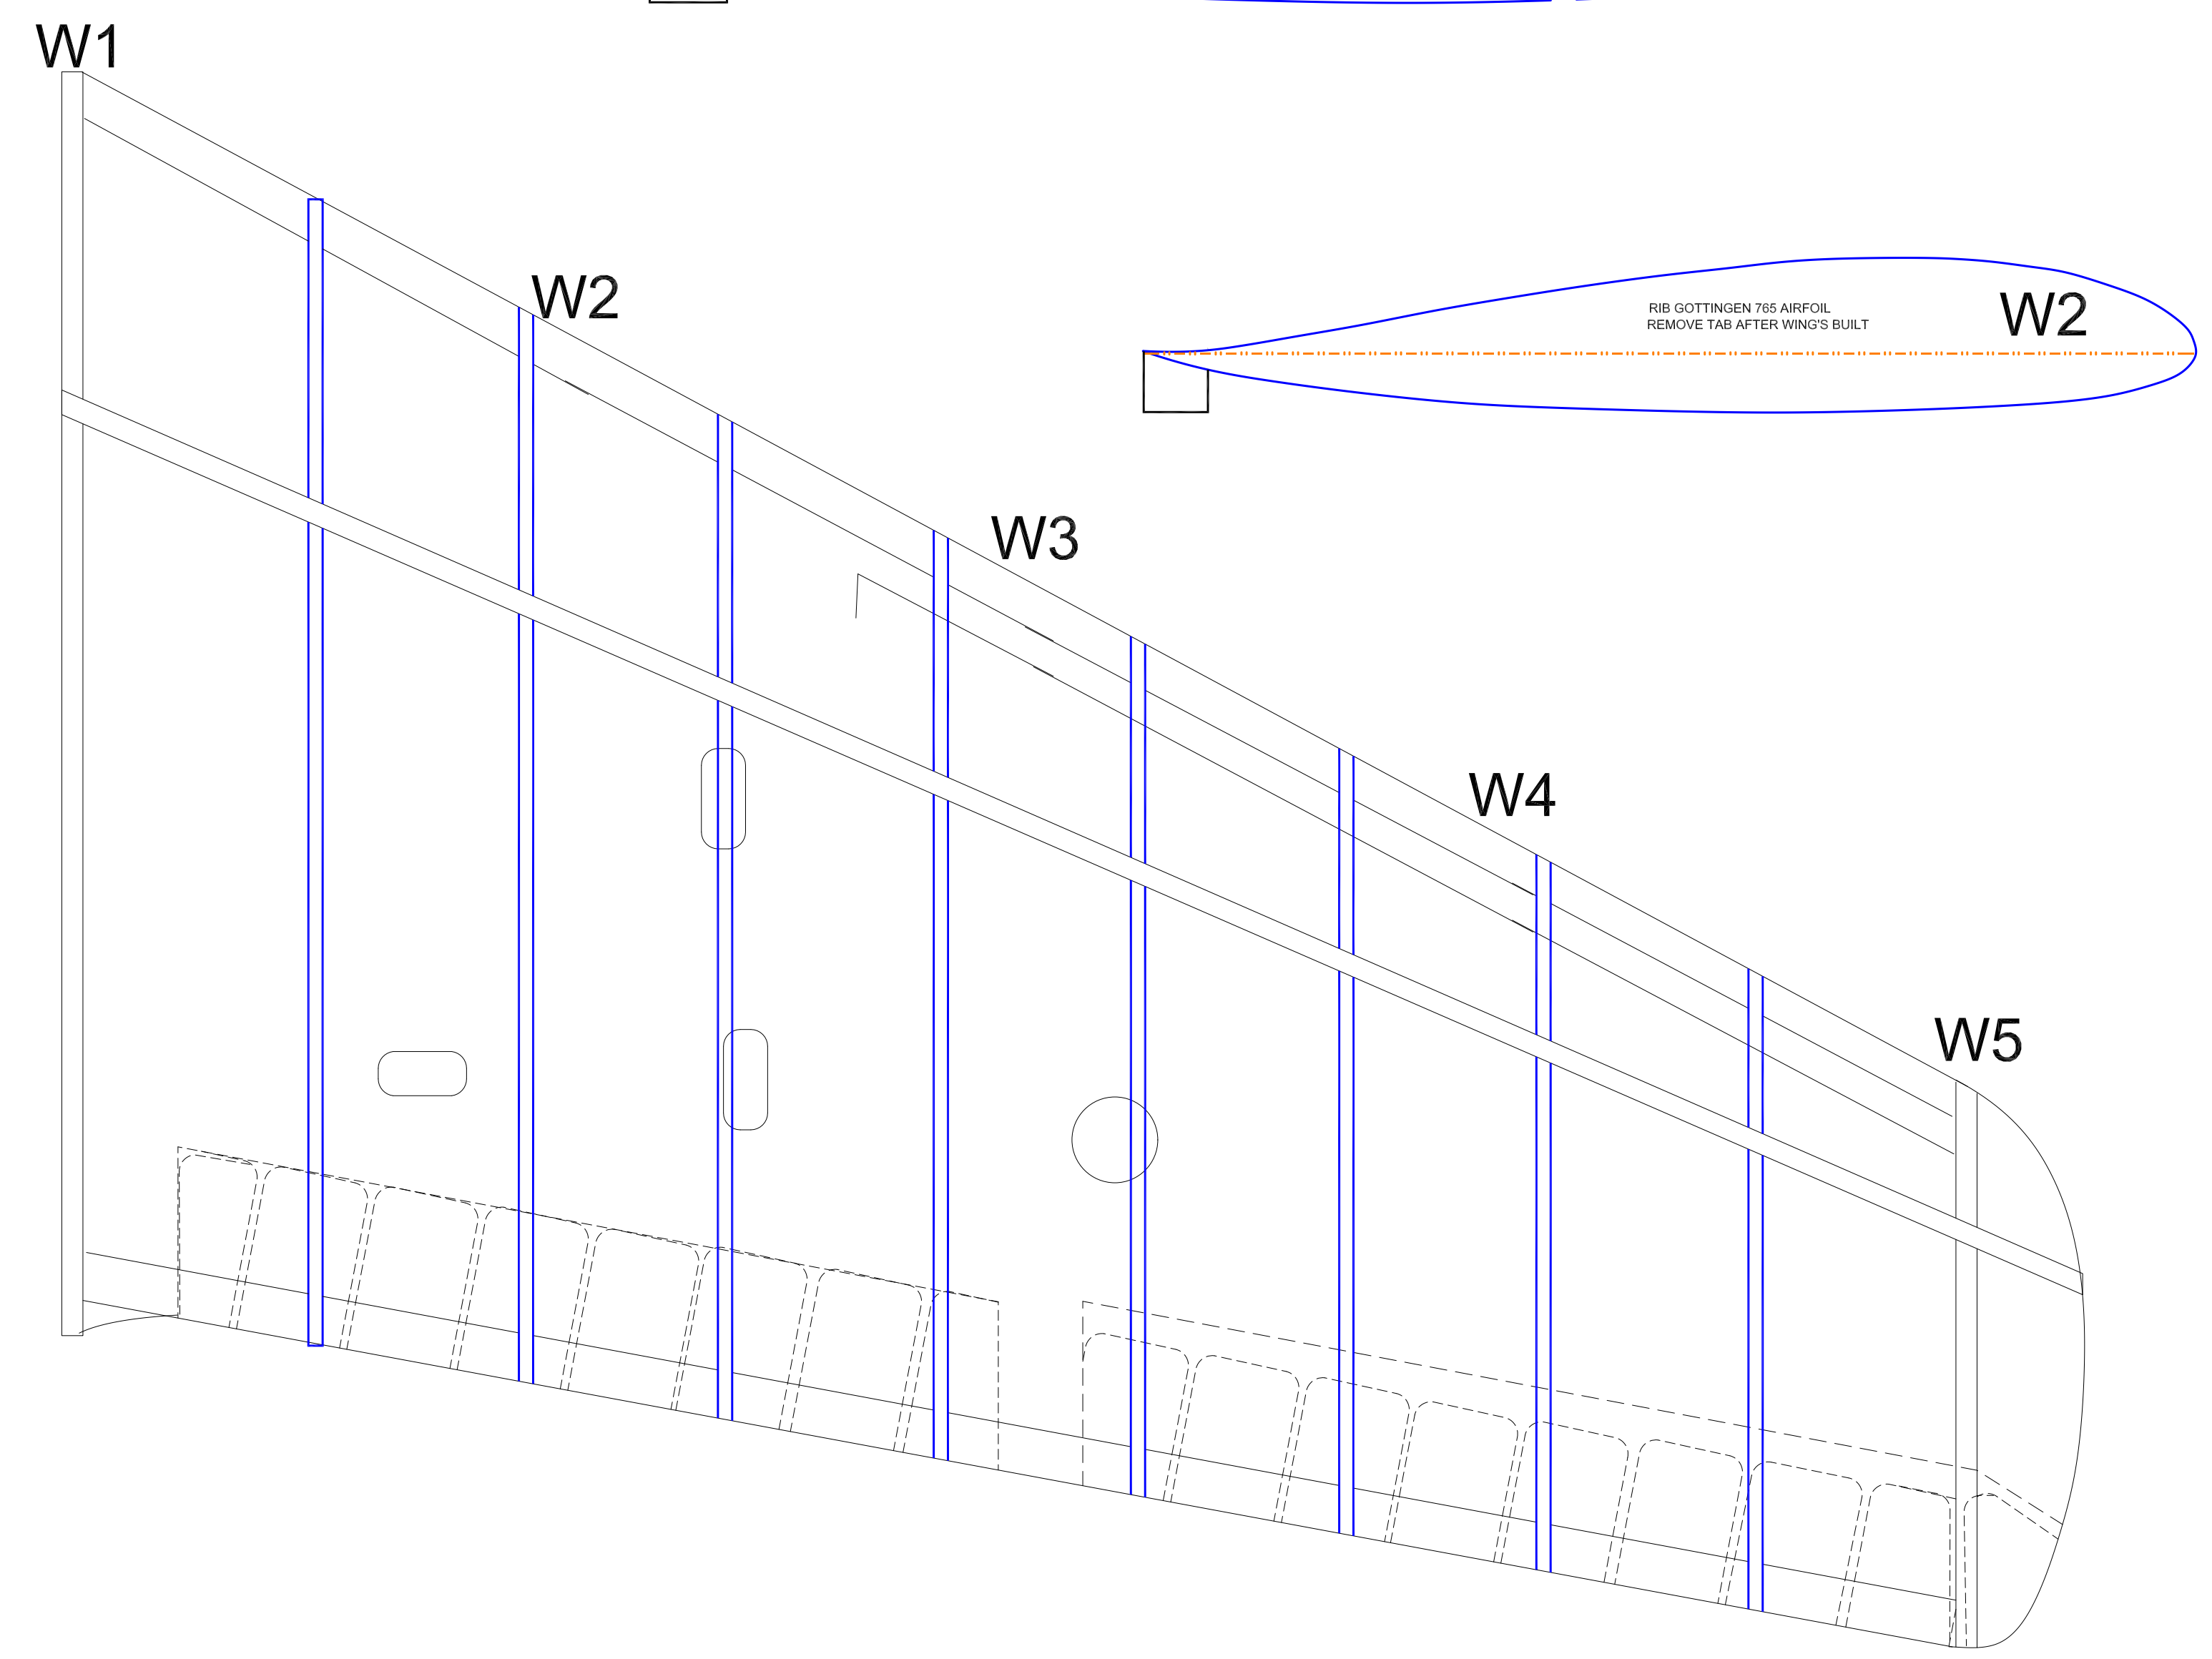 W1
W2
RIB GOTTINGEN 765 AIRFOIL
REMOVE TAB AFTER WING'S BUILT
W2
W3
W4
W5